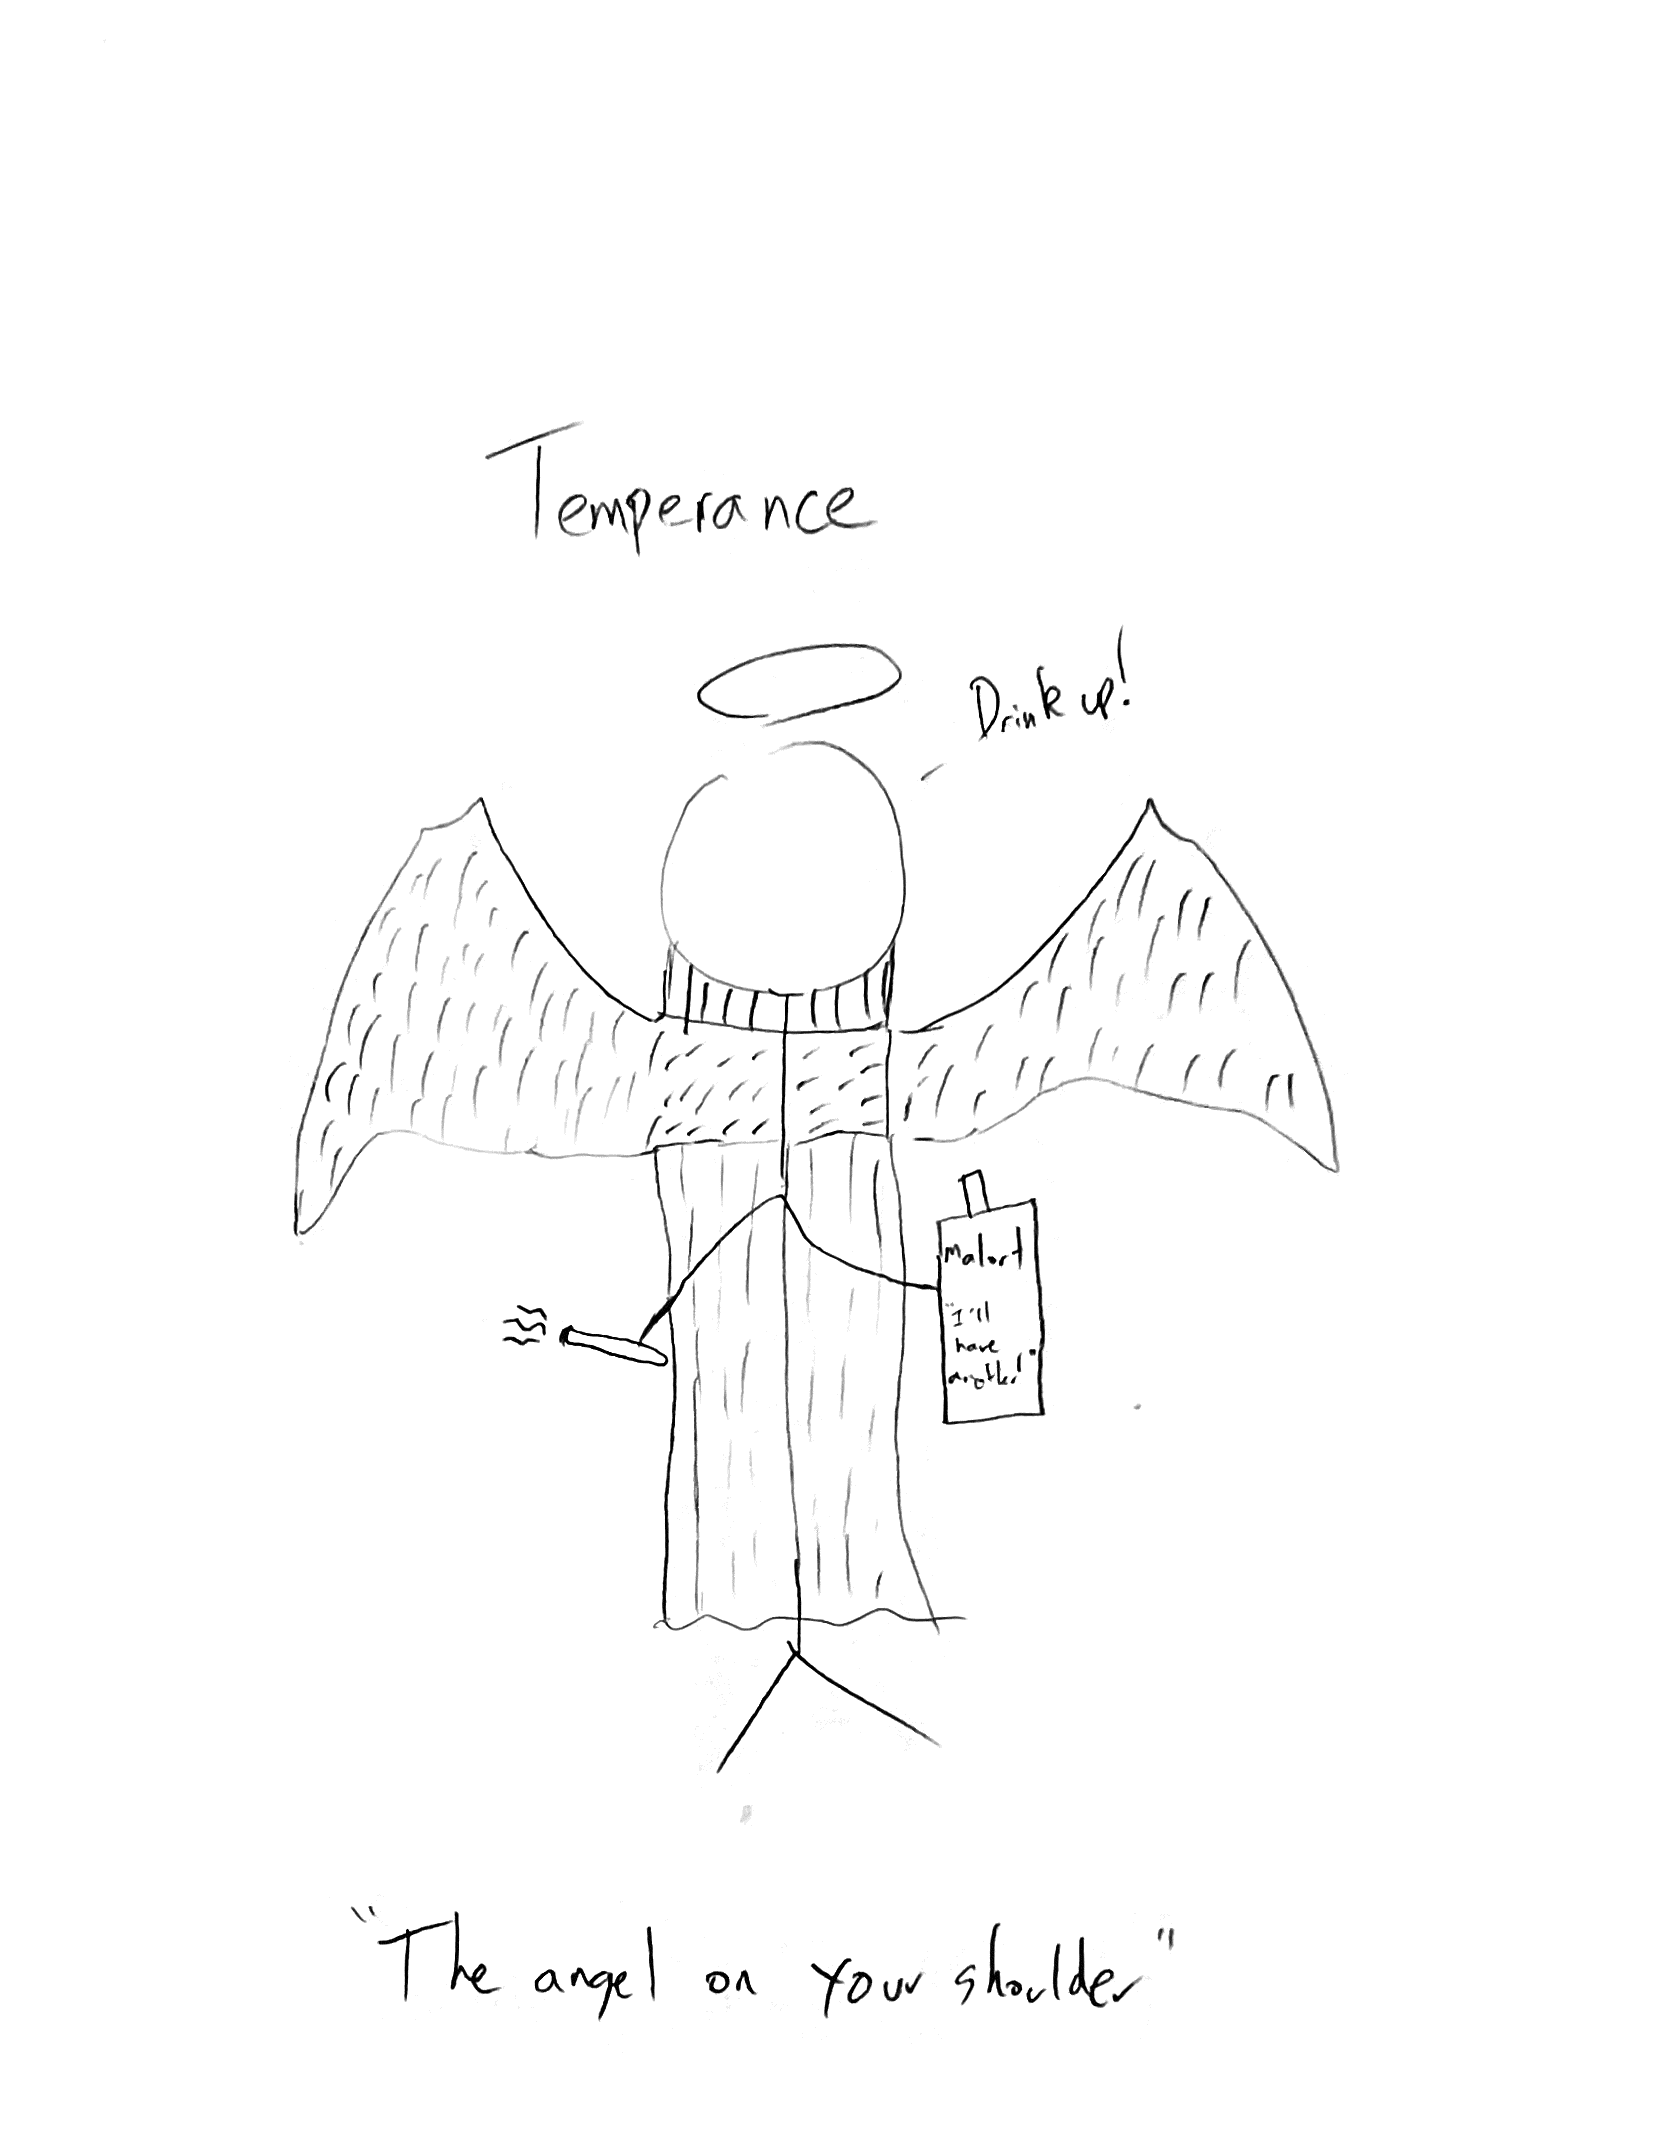 Temperance
Drink up!
Malort
"I'll
have
another!"
"The angel on your shoulder"